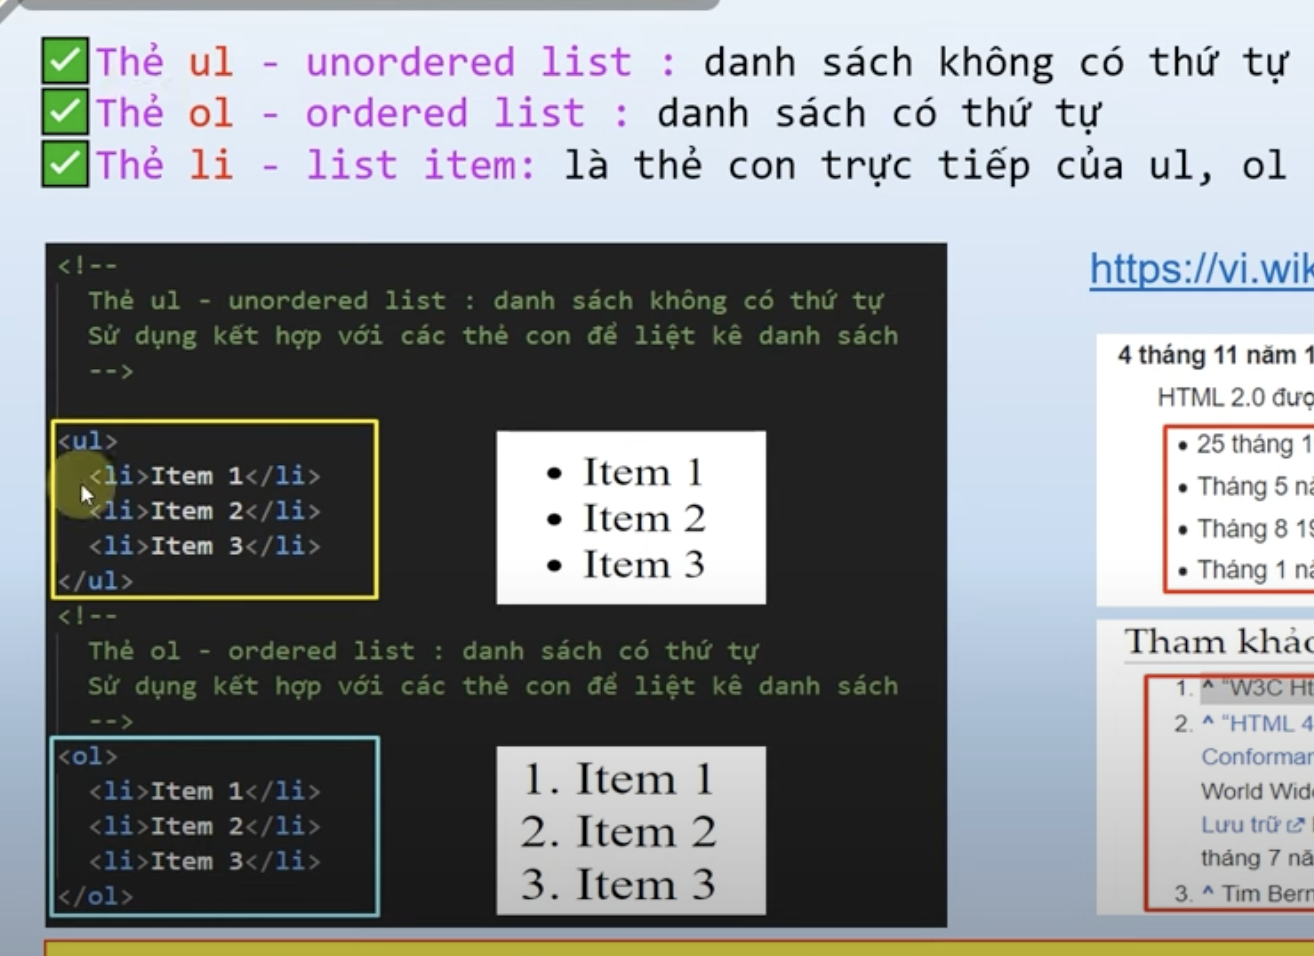 ✅Thẻ ul - unordered list : danh sách không có thứ tự
✅Thẻ ol - ordered list : danh sách có thứ tự
✅Thẻ li - list item: là thẻ con trực tiếp của ul, ol
<!--
Thẻ ul - unordered list : danh sách không có thứ tự
Sử dụng kết hợp với các thẻ con để liệt kê danh sách
-->
<ul>
<li>Item 1</li>
<li>Item 2</li>
<li>Item 3</li>
</ul>
• Item 1
• Item 2
• Item 3
<!--
Thẻ ol - ordered list : danh sách có thứ tự
Sử dụng kết hợp với các thẻ con để liệt kê danh sách
-->
<ol>
<li>Item 1</li>
<li>Item 2</li>
<li>Item 3</li>
</ol>
1. Item 1
2. Item 2
3. Item 3
https://vi.wik
4 tháng 11 năm 1
HTML 2.0 đượ
• 25 tháng 1
• Tháng 5 nă
• Tháng 8 19
• Tháng 1 nă
Tham khảo
1. ^ "W3C Ht
2. ^ "HTML 4
Conforman
World Wide
Lưu trữ
tháng 7 nă
3. ^ Tim Bern